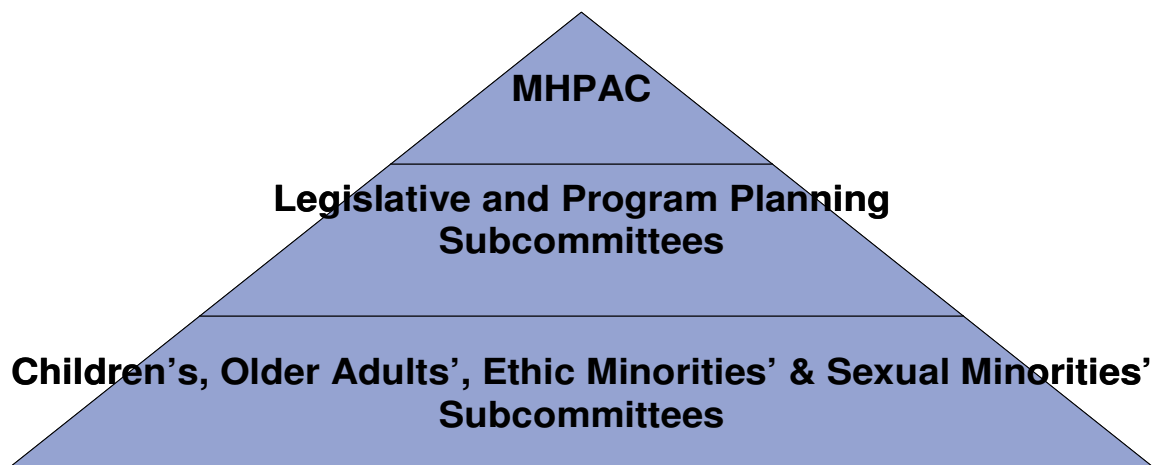 MHPAC
Legislative and Program Planning
Subcommittees
Children’s, Older Adults’, Ethic Minorities’ & Sexual Minorities’
Subcommittees